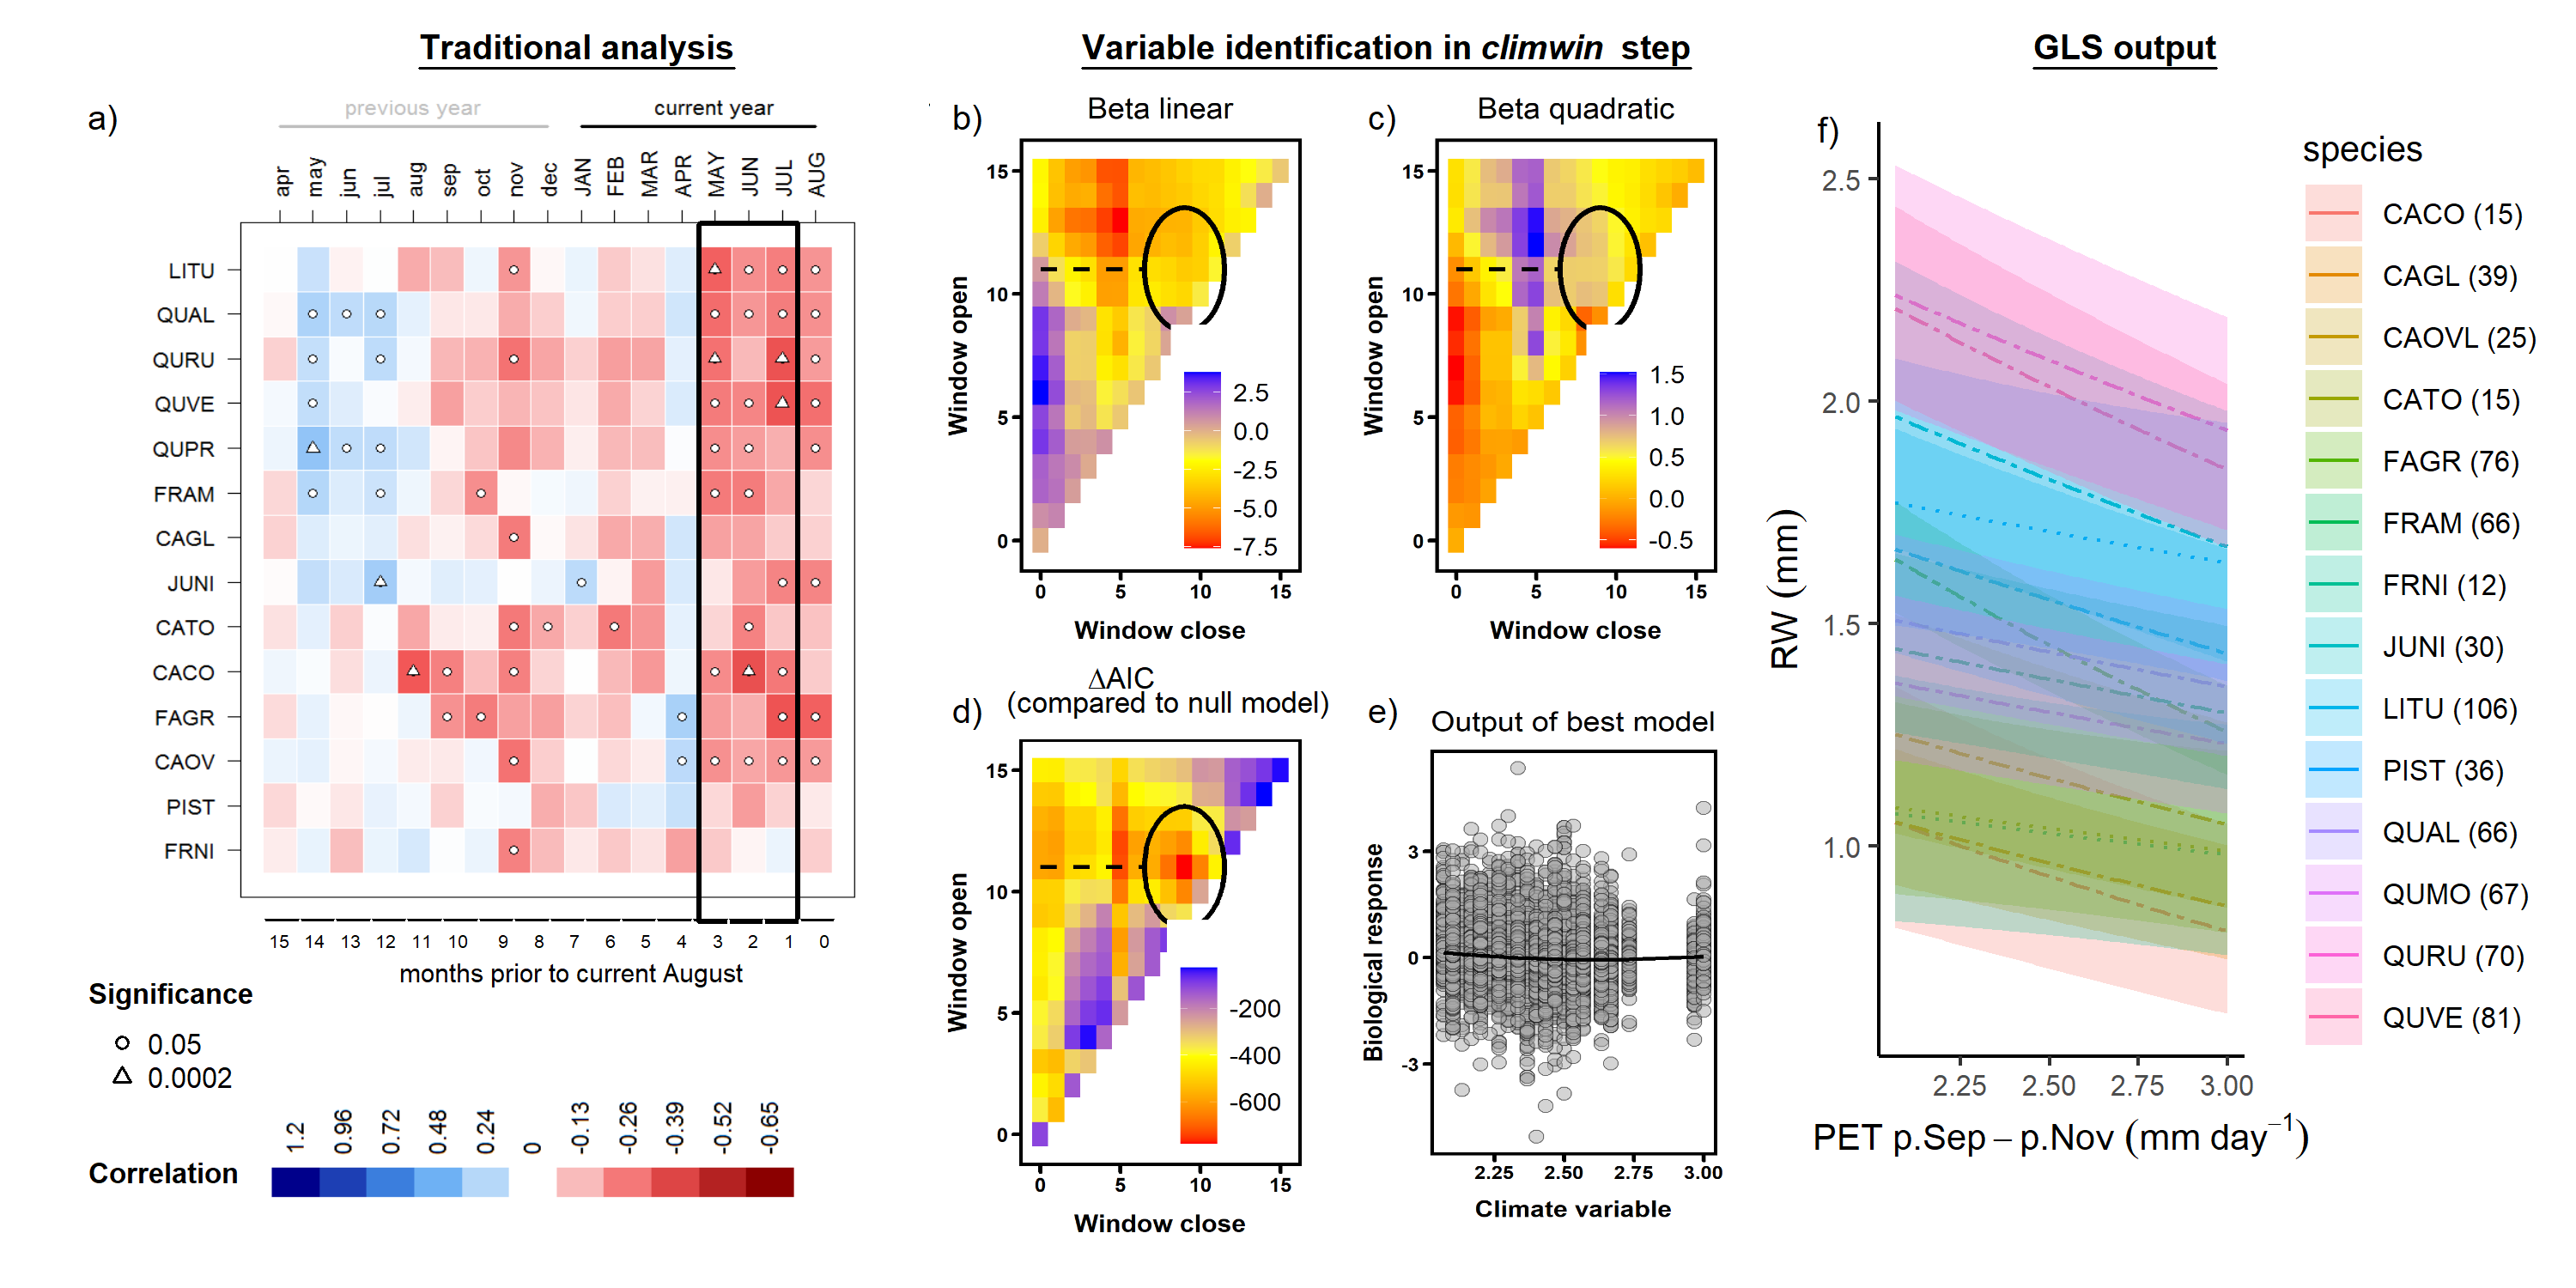 Traditional analysis
Variable identification in climwin step
GLS output
a)
previous year
current year
apr may jun jul aug sep oct nov dec JAN FEB MAR APR MAY JUN JUL AUG
LITU
QUAL
QURU
QUVE
QUPR
FRAM
CAGL
JUNI
CATO
CACO
FAGR
CAOV
PIST
FRNI
15 14 13 12 11 10 9 8 7 6 5 4 3 2 1 0
months prior to current August
Significance
0.05
0.0002
1.2 0.96 0.72 0.48 0.24 0 -0.13 -0.26 -0.39 -0.52 -0.65
Correlation
b)
Beta linear
Window open
15
10
5
0
2.5
0.0
-2.5
-5.0
-7.5
0 5 10 15
Window close
c)
Beta quadratic
Window open
15
10
5
0
1.5
1.0
0.5
0.0
-0.5
0 5 10 15
Window close
d)
ΔAIC
(compared to null model)
Window open
15
10
5
0
-200
-400
-600
0 5 10 15
Window close
e)
Output of best model
Biological response
3
0
-3
2.25 2.50 2.75 3.00
Climate variable
f)
RW (mm)
2.5
2.0
1.5
1.0
2.25 2.50 2.75 3.00
PET p.Sep – p.Nov (mm day⁻¹)
species
CACO (15)
CAGL (39)
CAOVL (25)
CATO (15)
FAGR (76)
FRAM (66)
FRNI (12)
JUNI (30)
LITU (106)
PIST (36)
QUAL (66)
QUMO (67)
QURU (70)
QUVE (81)